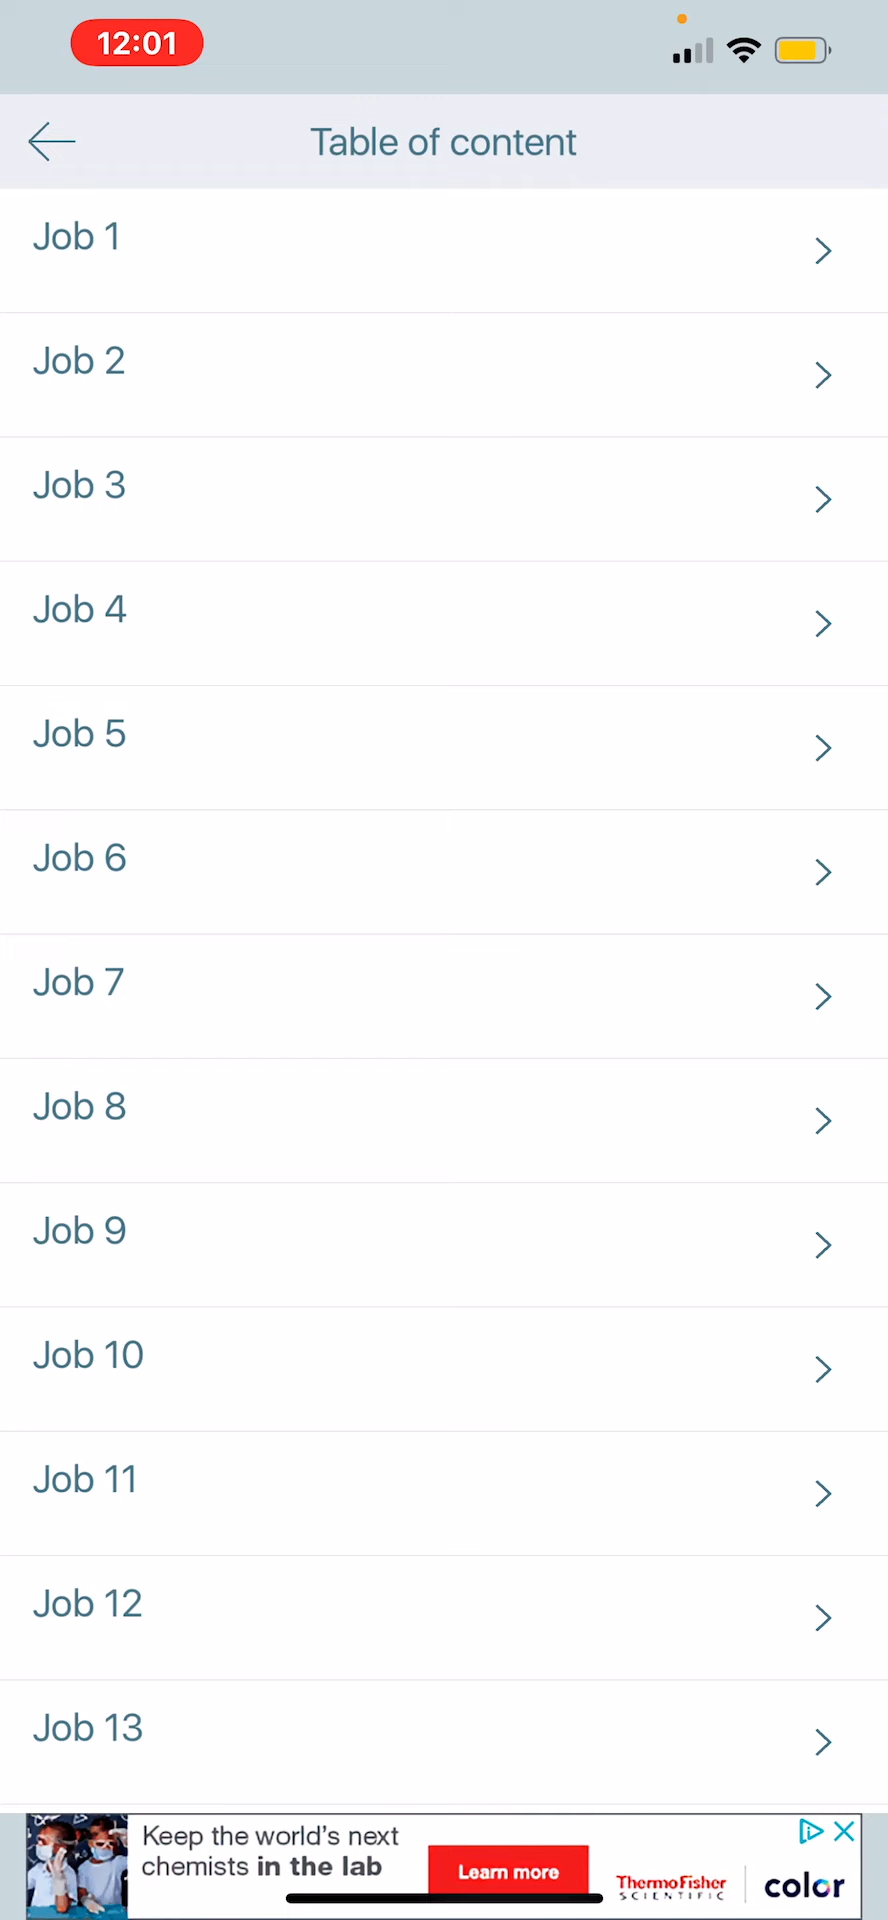 12:01
Table of content
Job 1
Job 2
Job 3
Job 4
Job 5
Job 6
Job 7
Job 8
Job 9
Job 10
Job 11
Job 12
Job 13
Keep the world's next
chemists in the lab
Learn more
ThermoFisher
SCIENTIFIC
color